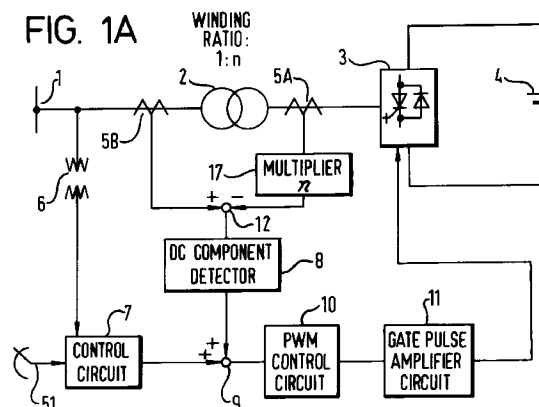 FIG. 1A
WINDING
RATIO:
1:n
1
2
5A
3
4
5B
6
17
MULTIPLIER
n
+
−
12
DC COMPONENT
DETECTOR
8
7
CONTROL
CIRCUIT
51
+
+
9
10
PWM
CONTROL
CIRCUIT
11
GATE PULSE
AMPLIFIER
CIRCUIT
+